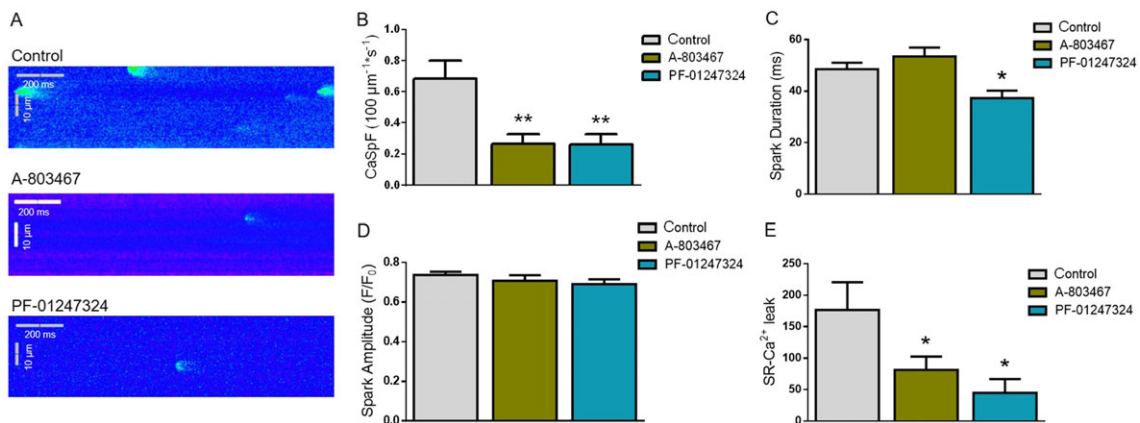 A
Control
200 ms
10 µm
A-803467
200 ms
10 µm
PF-01247324
200 ms
10 µm
B
CaSpF (100 µm⁻¹*s⁻¹)
1.0
0.8
0.6
0.4
0.2
0.0
**
**
Control
A-803467
PF-01247324
C
Spark Duration (ms)
60
40
20
0
*
Control
A-803467
PF-01247324
D
Spark Amplitude (F/F₀)
0.8
0.6
0.4
0.2
0.0
Control
A-803467
PF-01247324
E
SR-Ca²⁺ leak
250
200
150
100
50
0
*
*
Control
A-803467
PF-01247324